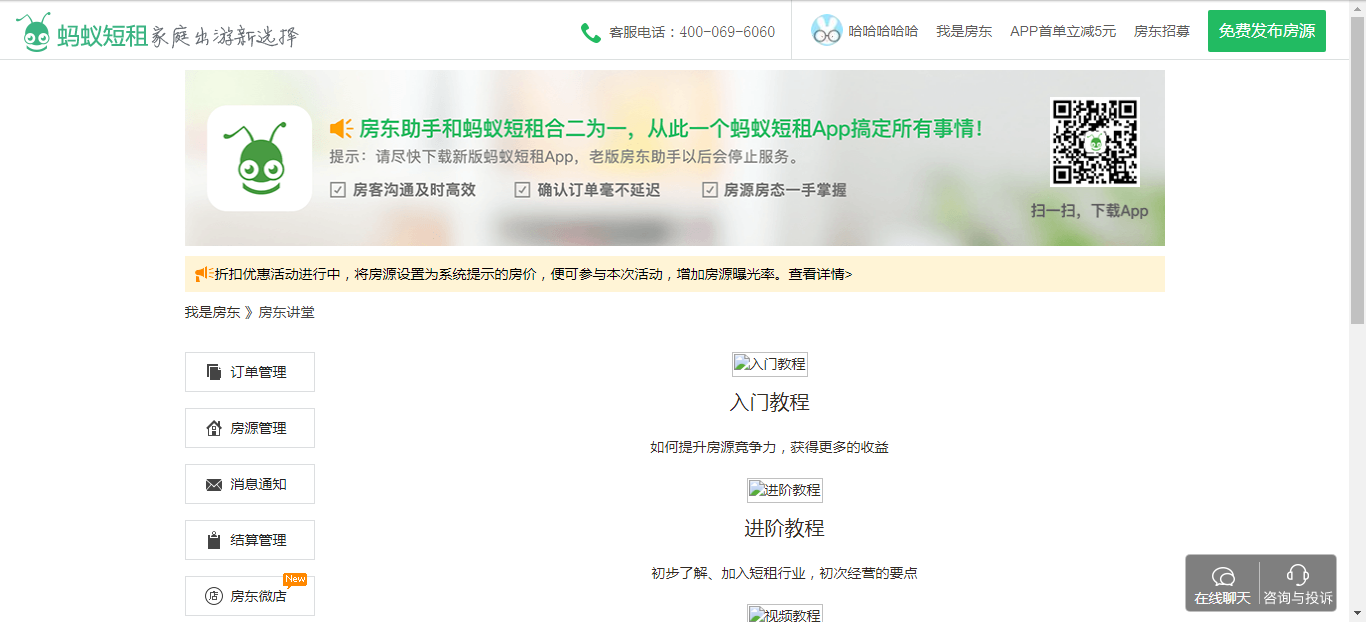 蚂蚁短租 家庭出游新选择
客服电话：400-069-6060
哈哈哈哈哈 我是房东 APP首单立减5元 房东招募 免费发布房源
房东助手和蚂蚁短租合二为一，从此一个蚂蚁短租App搞定所有事情！
提示：请尽快下载新版蚂蚁短租App，老版房东助手以后会停止服务。
房客沟通及时高效 确认订单毫不延迟 房源房态一手掌握
扫一扫，下载App
折扣优惠活动进行中，将房源设置为系统提示的房价，便可参与本次活动，增加房源曝光率。查看详情>
我是房东 》房东讲堂
订单管理
房源管理
消息通知
结算管理
New
店 房东微店
入门教程
入门教程
如何提升房源竞争力，获得更多的收益
进阶教程
进阶教程
初步了解、加入短租行业，初次经营的要点
视频教程
在线聊天 咨询与投诉